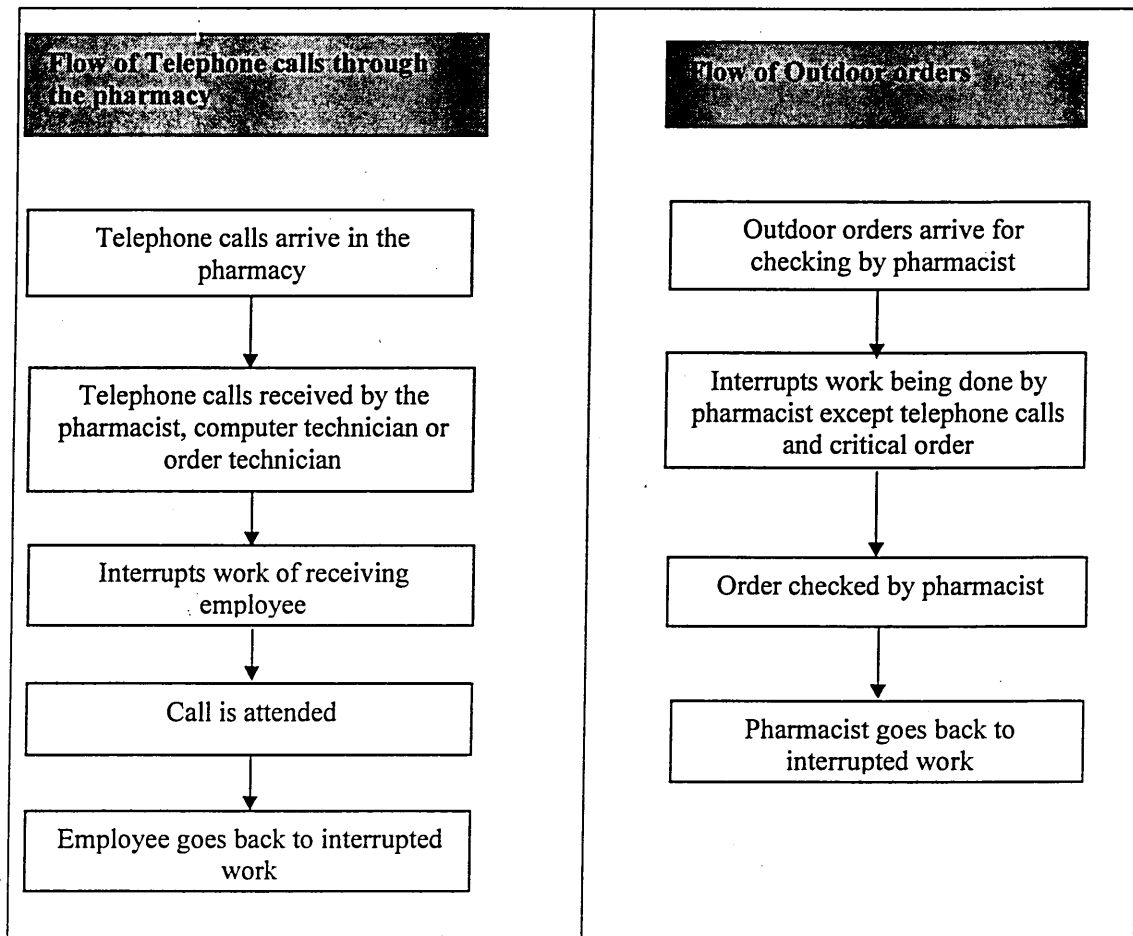 Flow of Telephone calls through
the pharmacy
Telephone calls arrive in the
pharmacy
Telephone calls received by the
pharmacist, computer technician or
order technician
Interrupts work of receiving
employee
Call is attended
Employee goes back to interrupted
work
Flow of Outdoor orders
Outdoor orders arrive for
checking by pharmacist
Interrupts work being done by
pharmacist except telephone calls
and critical order
Order checked by pharmacist
Pharmacist goes back to
interrupted work